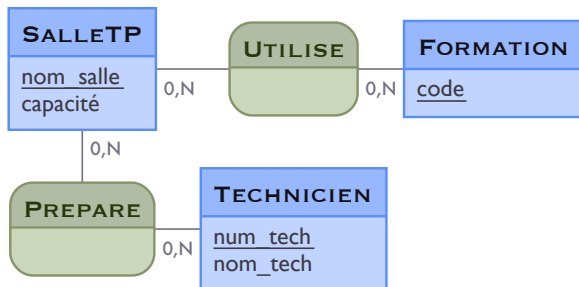 SALLETP
nom_salle
capacité
0,N
UTILISE
0,N
FORMATION
code
0,N
PREPARE
0,N
TECHNICIEN
num_tech
nom_tech